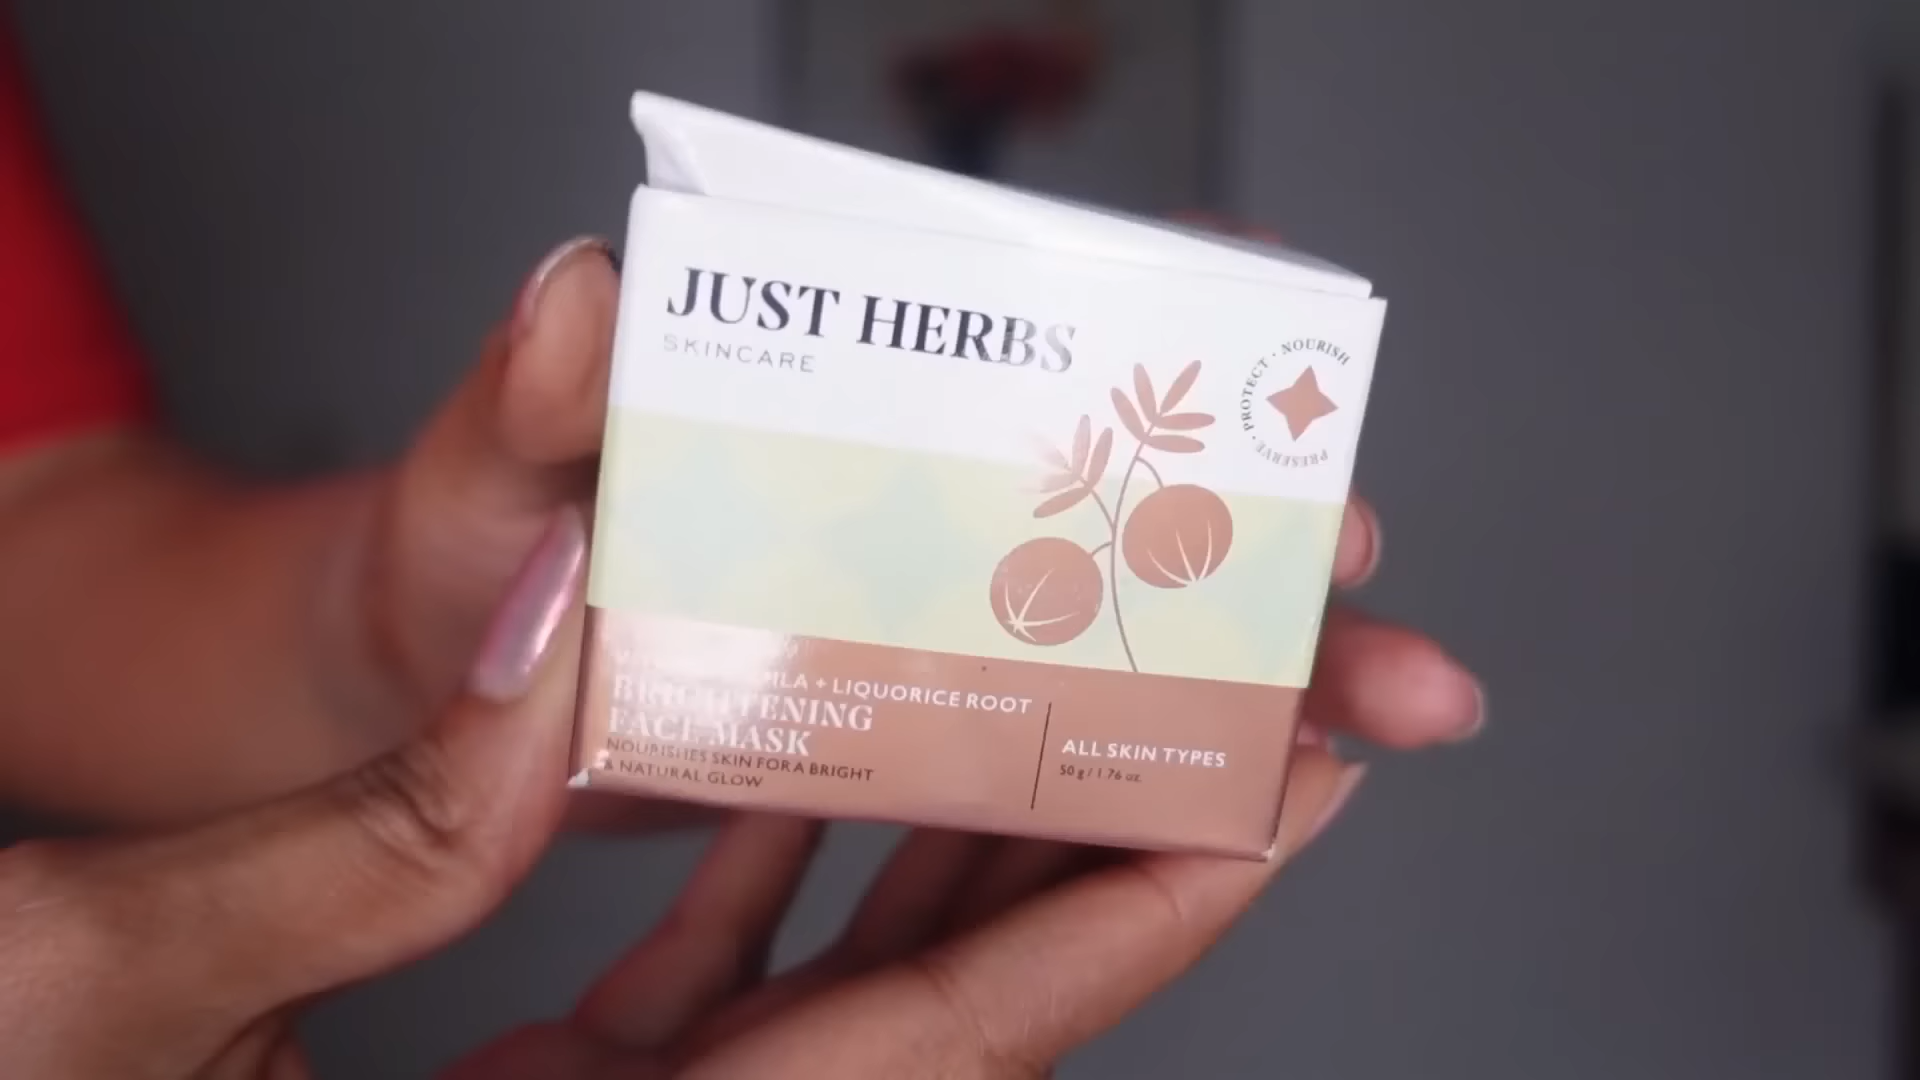 JUST HERBS
SKINCARE
PROTECT · NOURISH
PRESERVE ·
+ LIQUORICE ROOT
BRIGHTENING
FACE MASK
NOURISHES SKIN FOR A BRIGHT
& NATURAL GLOW
ALL SKIN TYPES
50 g / 1.76 oz.